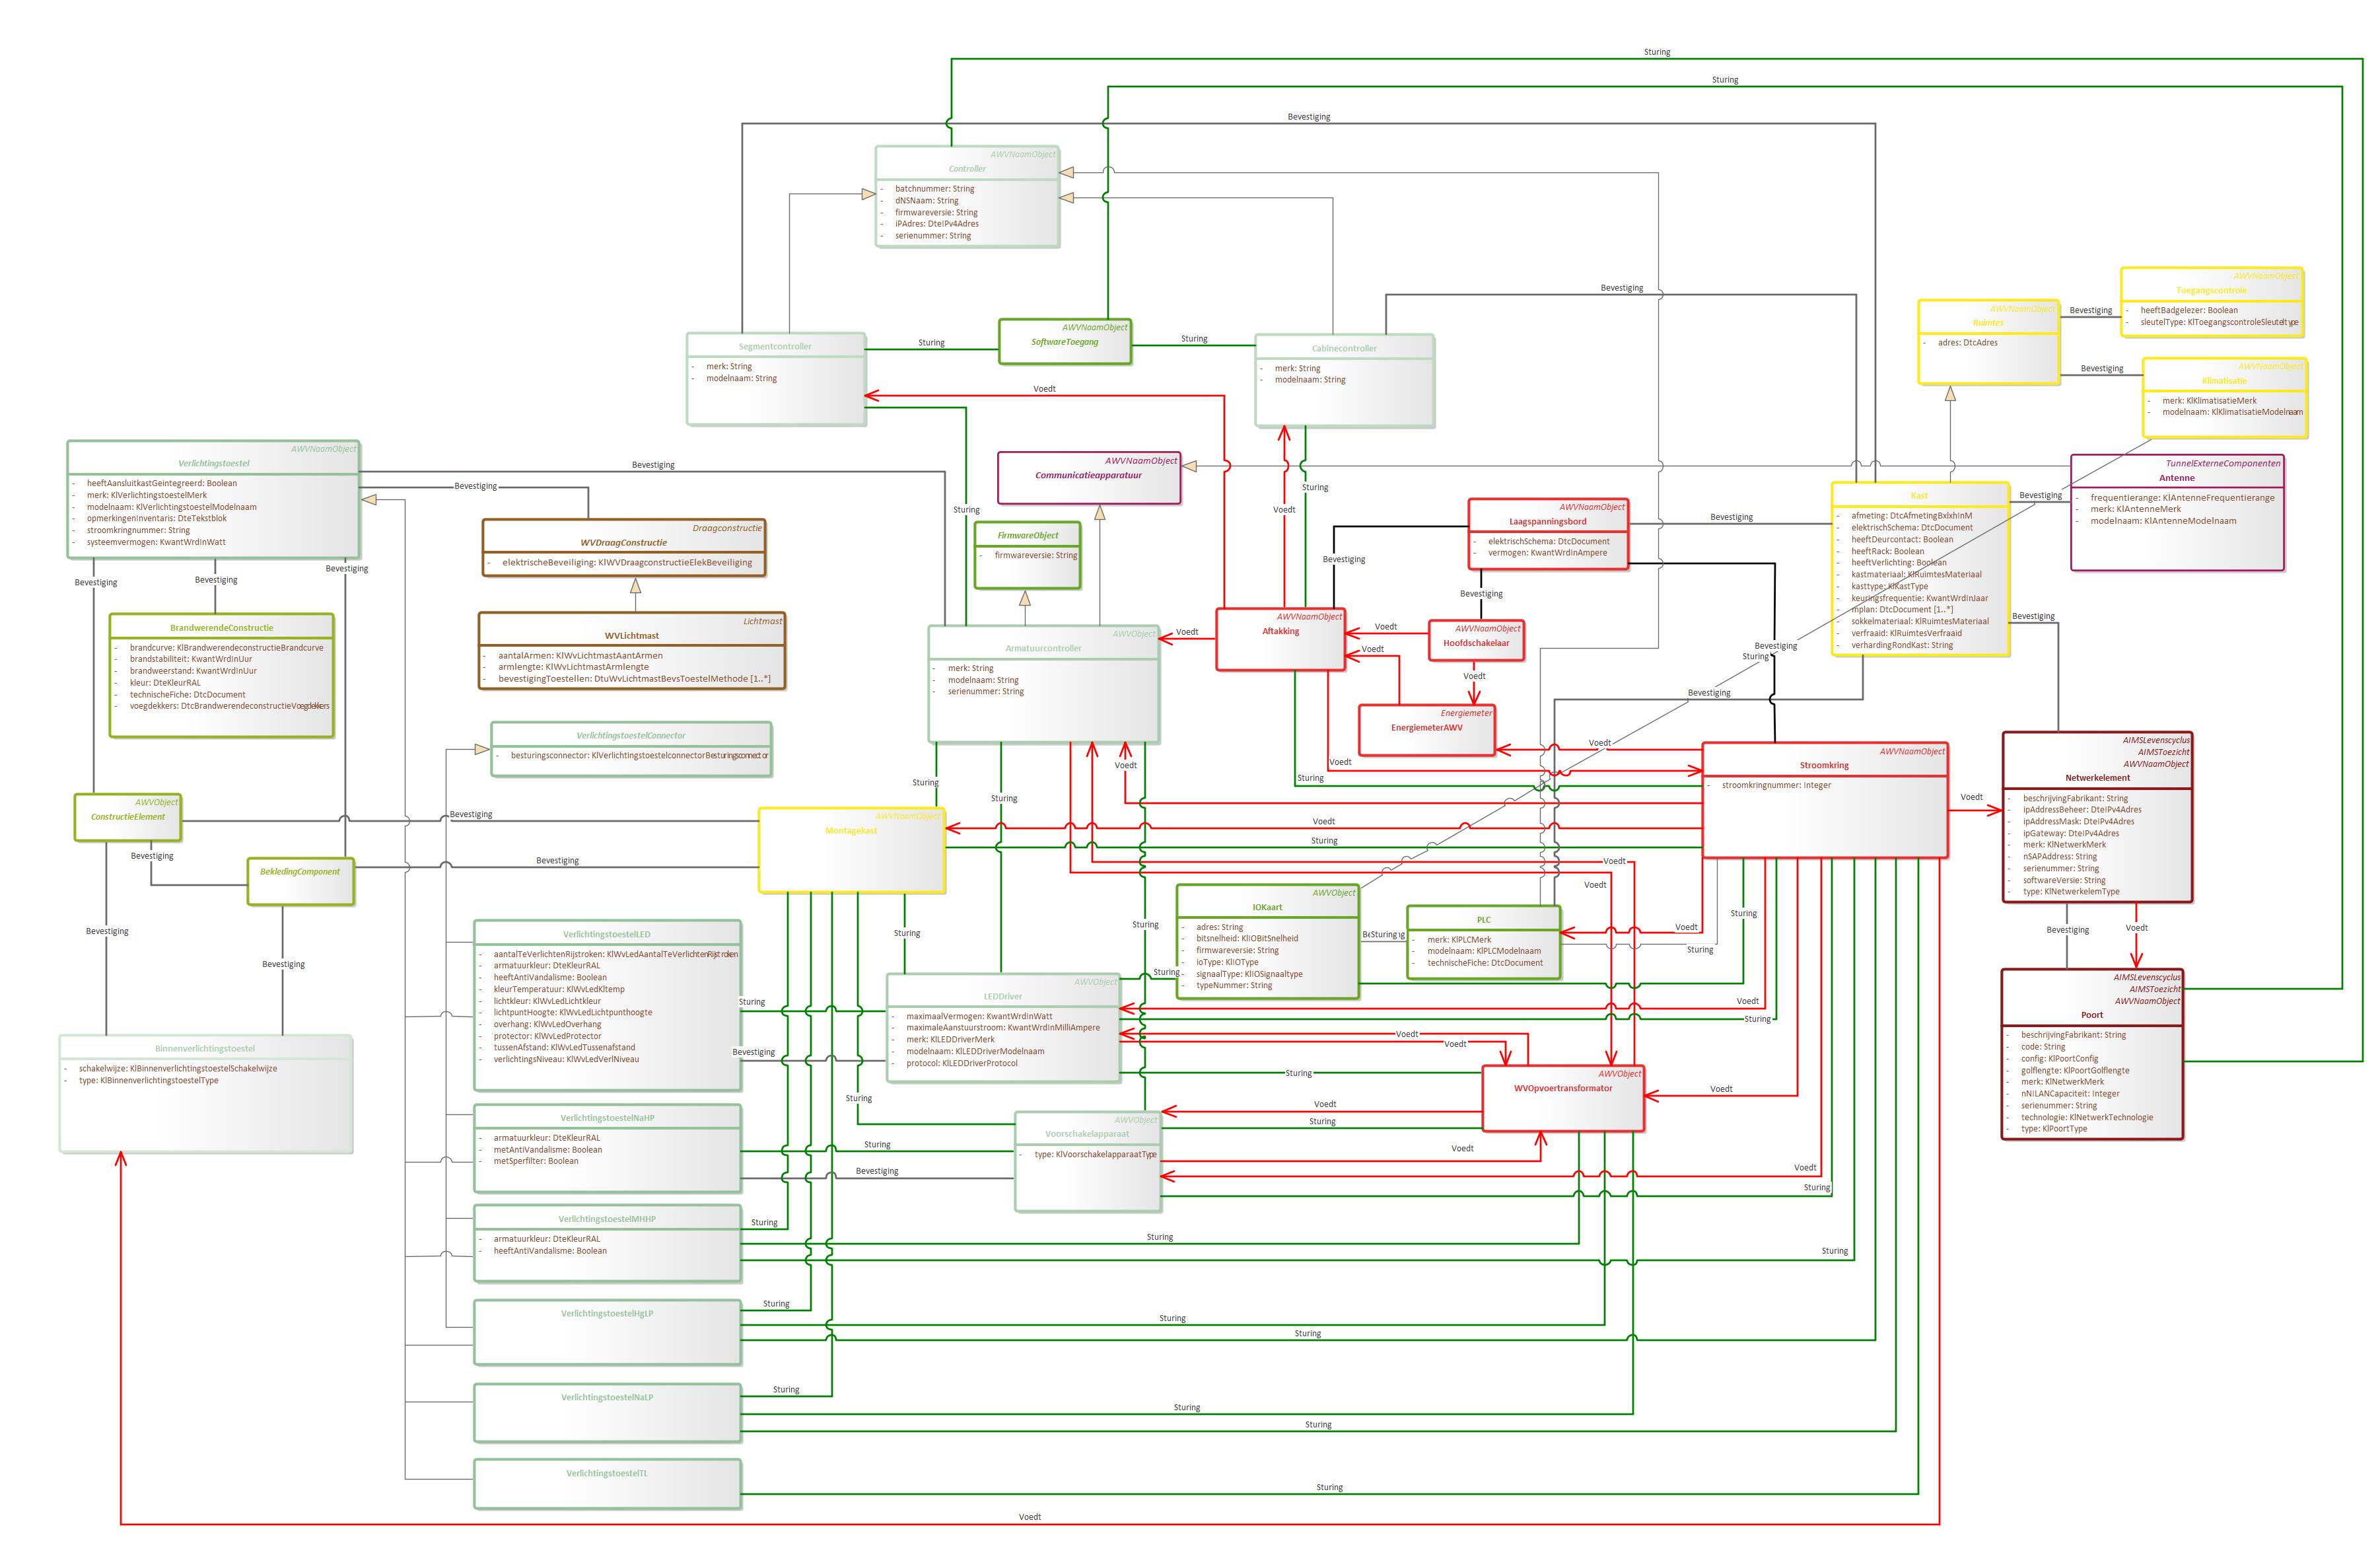 Sturing
Sturing
Bevestiging
AWVNaamObject
Controller
- batchnummer: String
- dNSNaam: String
- firmwareversie: String
- iPAdres: DteIPv4Adres
- serienummer: String
Bevestiging
AWVNaamObject
Toegangscontrole
- heeftBadgelezer: Boolean
- sleutelType: KlToegangscontroleSleuteltype
AWVNaamObject
Ruimtes
- adres: DtcAdres
Bevestiging
Bevestiging
AWVNaamObject
Klimatisatie
- merk: KlKlimatisatieMerk
- modelnaam: KlKlimatisatieModelnaam
Segmentcontroller
- merk: String
- modelnaam: String
Sturing
AWVNaamObject
SoftwareToegang
Sturing
Cabinecontroller
- merk: String
- modelnaam: String
Voedt
AWVNaamObject
Verlichtingstoestel
- heeftAansluitkastGeintegreerd: Boolean
- merk: KlVerlichtingstoestelMerk
- modelnaam: KlVerlichtingstoestelModelnaam
- opmerkingenInventaris: DteTekstblok
- stroomkringnummer: String
- systeemvermogen: KwantWrdInWatt
Bevestiging
Bevestiging
AWVNaamObject
Communicatieapparatuur
TunnelExterneComponenten
Antenne
- frequentierange: KlAntenneFrequentierange
- merk: KlAntenneMerk
- modelnaam: KlAntenneModelnaam
Bevestiging
Kast
- afmeting: DtcAfmetingBxlxhInM
- elektrischSchema: DtcDocument
- heeftDeurcontact: Boolean
- heeftRack: Boolean
- heeftVerlichting: Boolean
- kastmateriaal: KlRuimtesMateriaal
- kasttype: KlKastType
- keuringsfrequentie: KwantWrdInJaar
- mplan: DtcDocument [1..*]
- sokkelmateriaal: KlRuimtesMateriaal
- verfraaid: KlRuimtesVerfraaid
- verhardingRondKast: String
Sturing
Voedt
Sturing
AWVNaamObject
Laagspanningsbord
- elektrischSchema: DtcDocument
- vermogen: KwantWrdInAmpere
Bevestiging
Draagconstructie
WVDraagConstructie
- elektrischeBeveiliging: KlWVDraagconstructieElekBeveiliging
FirmwareObject
- firmwareversie: String
Bevestiging
Bevestiging
Bevestiging
Bevestiging
Bevestiging
Bevestiging
BrandwerendeConstructie
- brandcurve: KlBrandwerendeconstructieBrandcurve
- brandstabiliteit: KwantWrdInUur
- brandweerstand: KwantWrdInUur
- kleur: DteKleurRAL
- technischeFiche: DtcDocument
- voegdekkers: DtcBrandwerendeconstructieVoegdekkers
Lichtmast
WVLichtmast
- aantalArmen: KlWvLichtmastAantArmen
- armlengte: KlWvLichtmastArmlengte
- bevestigingToestellen: DtuWvLichtmastBevsToestelMethode [1..*]
AWVObject
Armatuurcontroller
- merk: String
- modelnaam: String
- serienummer: String
Voedt
AWVNaamObject
Aftakking
Voedt
Voedt
AWVNaamObject
Hoofdschakelaar
Voedt
Bevestiging
Bevestiging
Sturing
Bevestiging
Energiemeter
EnergiemeterAWV
VerlichtingstoestelConnector
- besturingsconnector: KlVerlichtingstoestelconnectorBesturingsconnector
Voedt
Voedt
Voedt
Sturing
Sturing
Sturing
AWVNaamObject
Stroomkring
- stroomkringnummer: Integer
Voedt
AIMSLevenscyclus
AIMSToezicht
AWVNaamObject
Netwerkelement
- beschrijvingFabrikant: String
- ipAddressBeheer: DteIPv4Adres
- ipAddressMask: DteIPv4Adres
- ipGateway: DteIPv4Adres
- merk: KlNetwerkMerk
- nSAPAddress: String
- serienummer: String
- softwareVersie: String
- type: KlNetwerkelemType
AWVObject
ConstructieElement
Bevestiging
Bevestiging
Bevestiging
BekledingComponent
AWVNaamObject
Montagekast
Voedt
Sturing
Voedt
Voedt
Bevestiging
Bevestiging
Sturing
Sturing
AWVObject
IOKaart
- adres: String
- bitsnelheid: KlIOBitSnelheid
- firmwareversie: String
- ioType: KlIOType
- signaalType: KlIOSignaaltype
- typeNummer: String
Sturing
PLC
- merk: KlPLCMerk
- modelnaam: KlPLCModelnaam
- technischeFiche: DtcDocument
Voedt
Sturing
Sturing
Bevestiging
Voedt
VerlichtingstoestelLED
- aantalTeVerlichtenRijstroken: KlWvLedAantalTeVerlichtenRijstroken
- armatuurkleur: DteKleurRAL
- heeftAntiVandalisme: Boolean
- kleurTemperatuur: KlWvLedKltemp
- lichtkleur: KlWvLedLichtkleur
- lichtpuntHoogte: KlWvLedLichtpunthoogte
- overhang: KlWvLedOverhang
- protector: KlWvLedProtector
- tussenAfstand: KlWvLedTussenafstand
- verlichtingsNiveau: KlWvLedVerlNiveau
Sturing
Bevestiging
AWVObject
LEDDriver
- maximaalVermogen: KwantWrdInWatt
- maximaleAanstuurstroom: KwantWrdInMilliAmpere
- merk: KlLEDDriverMerk
- modelnaam: KlLEDDriverModelnaam
- protocol: KlLEDDriverProtocol
Sturing
Voedt
Sturing
Voedt
Voedt
Sturing
AIMSLevenscyclus
AIMSToezicht
AWVNaamObject
Poort
- beschrijvingFabrikant: String
- code: String
- config: KlPoortConfig
- golflengte: KlPoortGolflengte
- merk: KlNetwerkMerk
- nNILANCapaciteit: Integer
- serienummer: String
- technologie: KlNetwerkTechnologie
- type: KlPoortType
Binnenverlichtingstoestel
- schakelwijze: KlBinnenverlichtingstoestelSchakelwijze
- type: KlBinnenverlichtingstoestelType
AWVObject
WVOpvoertransformator
Voedt
Sturing
VerlichtingstoestelNaHP
- armatuurkleur: DteKleurRAL
- metAntiVandalisme: Boolean
- metSperfilter: Boolean
Sturing
Bevestiging
AWVObject
Voorschakelapparaat
- type: KlVoorschakelapparaatType
Voedt
Sturing
Voedt
Voedt
Sturing
VerlichtingstoestelMHHP
- armatuurkleur: DteKleurRAL
- heeftAntiVandalisme: Boolean
Sturing
Sturing
Sturing
VerlichtingstoestelHgLP
Sturing
Sturing
Sturing
VerlichtingstoestelNaLP
Sturing
Sturing
Sturing
VerlichtingstoestelTL
Sturing
Voedt